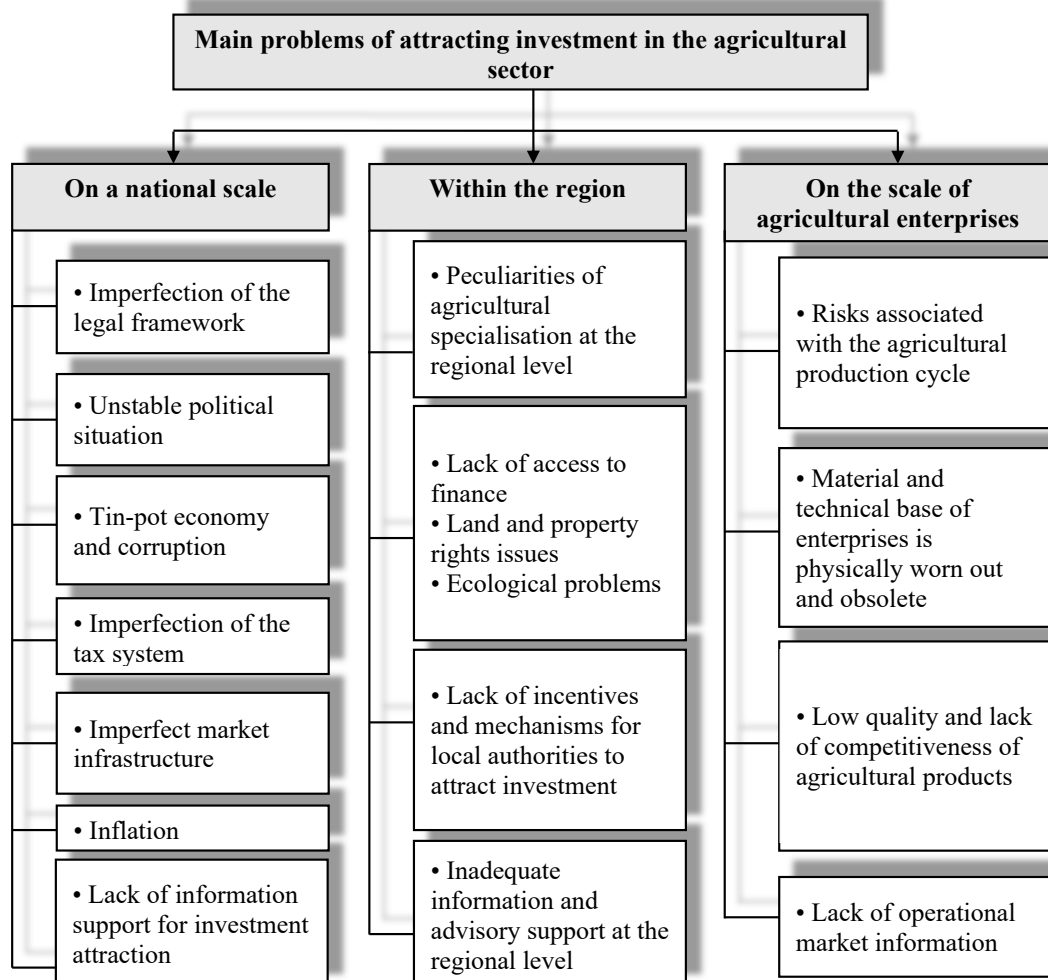 Main problems of attracting investment in the agricultural
sector
On a national scale
• Imperfection of the
legal framework
• Unstable political
situation
• Tin-pot economy
and corruption
• Imperfection of the
tax system
• Imperfect market
infrastructure
• Inflation
• Lack of information
support for investment
attraction
Within the region
• Peculiarities of
agricultural
specialisation at the
regional level
• Lack of access to
finance
• Land and property
rights issues
• Ecological problems
• Lack of incentives
and mechanisms for
local authorities to
attract investment
• Inadequate
information and
advisory support at the
regional level
On the scale of
agricultural enterprises
• Risks associated
with the agricultural
production cycle
• Material and
technical base of
enterprises is
physically worn out
and obsolete
• Low quality and lack
of competitiveness of
agricultural products
• Lack of operational
market information